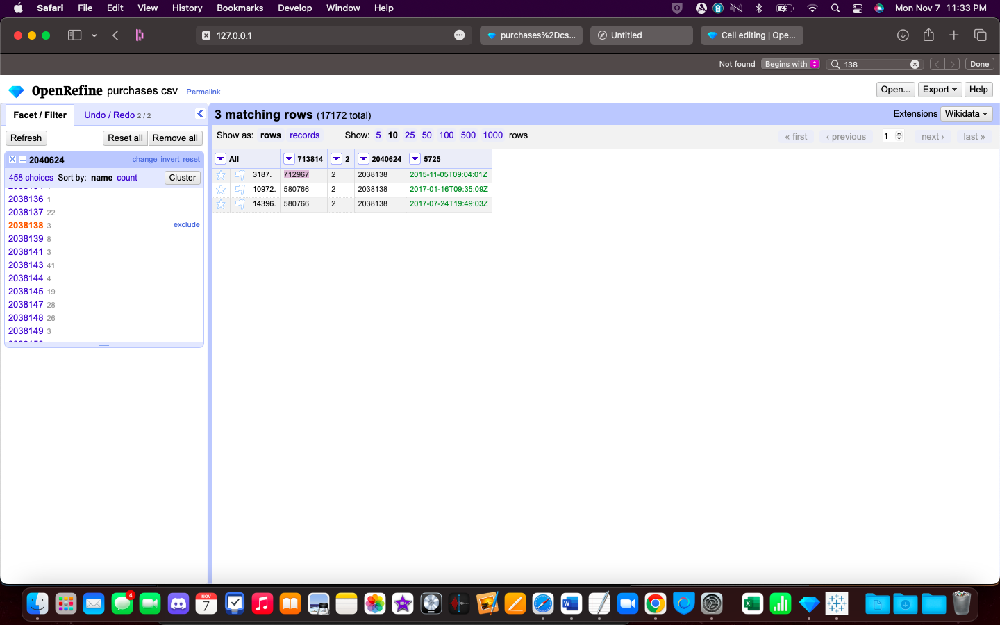 Safari File Edit View History Bookmarks Develop Window Help Mon Nov 7 11:33 PM
127.0.0.1 purchases%2Dcs... Untitled Cell editing | Ope...
Not found Begins with 138 Done
OpenRefine purchases csv Permalink Open... Export Help
Facet / Filter Undo / Redo 2 / 2 3 matching rows (17172 total) Extensions Wikidata
Refresh Reset all Remove all Show as: rows records Show: 5 10 25 50 100 500 1000 rows « first ‹ previous 1 next › last »
2040624 change invert reset All 713814 2 2040624 5725
458 choices Sort by: name count Cluster
3187. 712967 2 2038138 2015-11-05T09:04:01Z
10972. 580766 2 2038138 2017-01-16T09:35:09Z
14396. 580766 2 2038138 2017-07-24T19:49:03Z
2038136 1
2038137 22
2038138 3 exclude
2038139 8
2038141 3
2038143 41
2038144 4
2038145 19
2038147 28
2038148 26
2038149 3
4
NOV
7